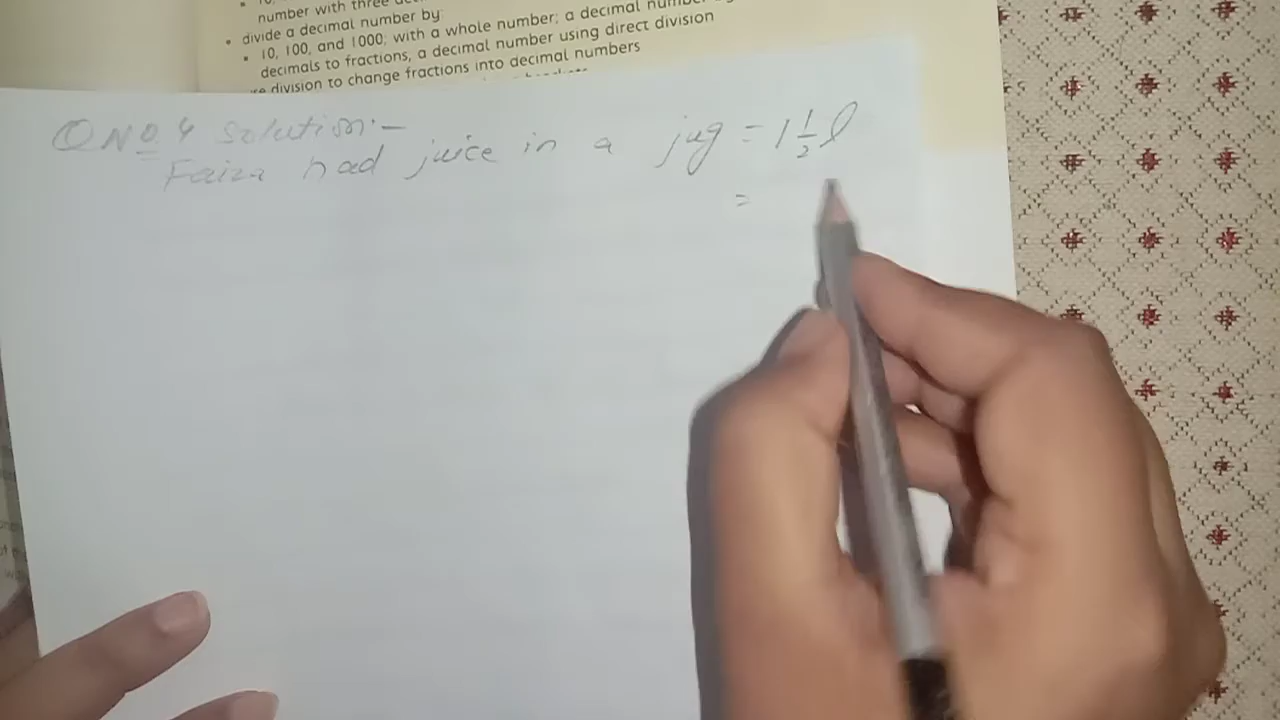 number with three
• divide a decimal number by:
• 10, 100, and 1000; with a whole number; a decimal number
decimals to fractions, a decimal number using direct division
division to change fractions into decimal numbers
Q NO. 4 Solution:-
Faiza had juice in a jug = 1 1/2 l
=